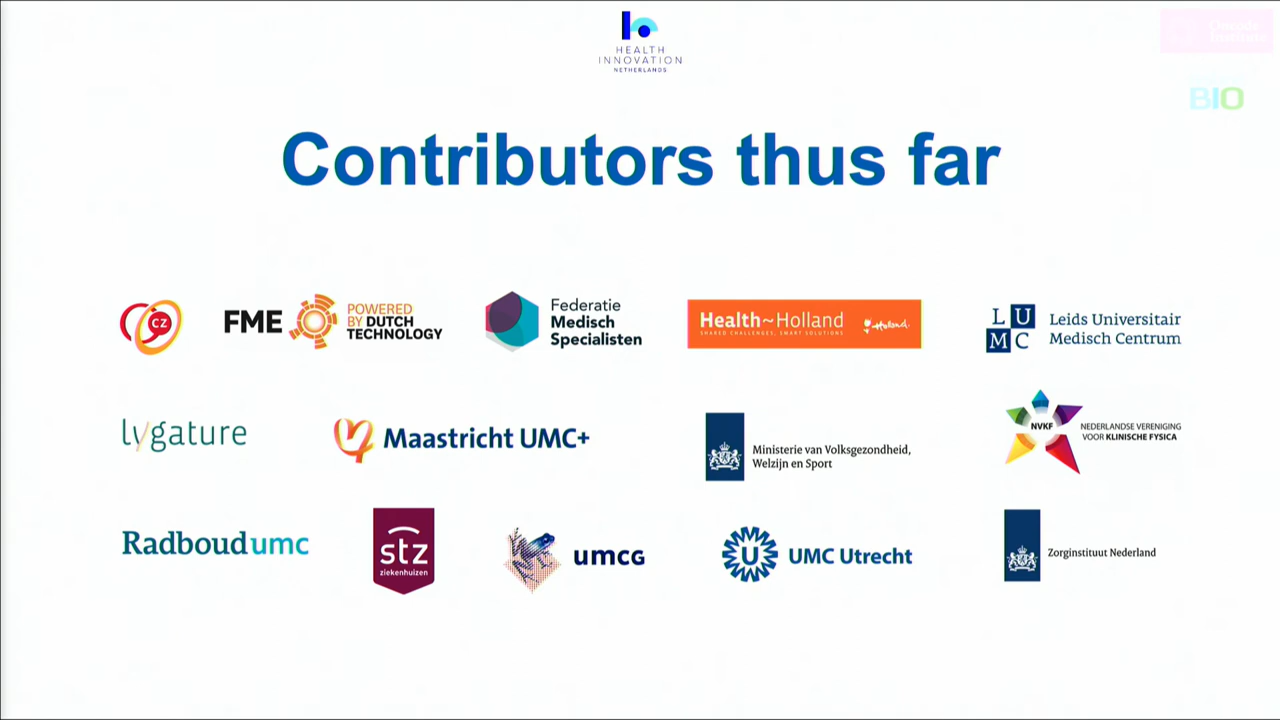 HEALTH
INNOVATION
NETHERLANDS
BIO
Contributors thus far
CZ
FME
POWERED
BY DUTCH
TECHNOLOGY
Federatie
Medisch
Specialisten
Health~Holland
SHARED CHALLENGES, SMART SOLUTIONS
Holland
L U
M C
Leids Universitair
Medisch Centrum
lygature
Maastricht UMC+
Ministerie van Volksgezondheid,
Welzijn en Sport
NVKF
NEDERLANDSE VERENIGING
VOOR KLINISCHE FYSICA
Radboudumc
stz
ziekenhuizen
umcg
U
UMC Utrecht
Zorginstituut Nederland